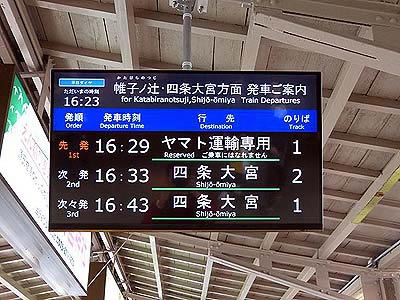 平日ダイヤ
ただいまの時刻
16:23
かたびらのつじ
帷子ノ辻・四条大宮方面 発車ご案内
for Katabiranotsuji,Shijō-ōmiya Train Departures
発順 発車時刻 行先 のりば
Order Departure Time Destination Track
先発 16:29 ヤマト運輸専用 1
1st Reserved ご乗車にはなれません
次発 16:33 四条大宮 2
2nd Shijō-ōmiya
次々発 16:43 四条大宮 1
3rd Shijō-ōmiya